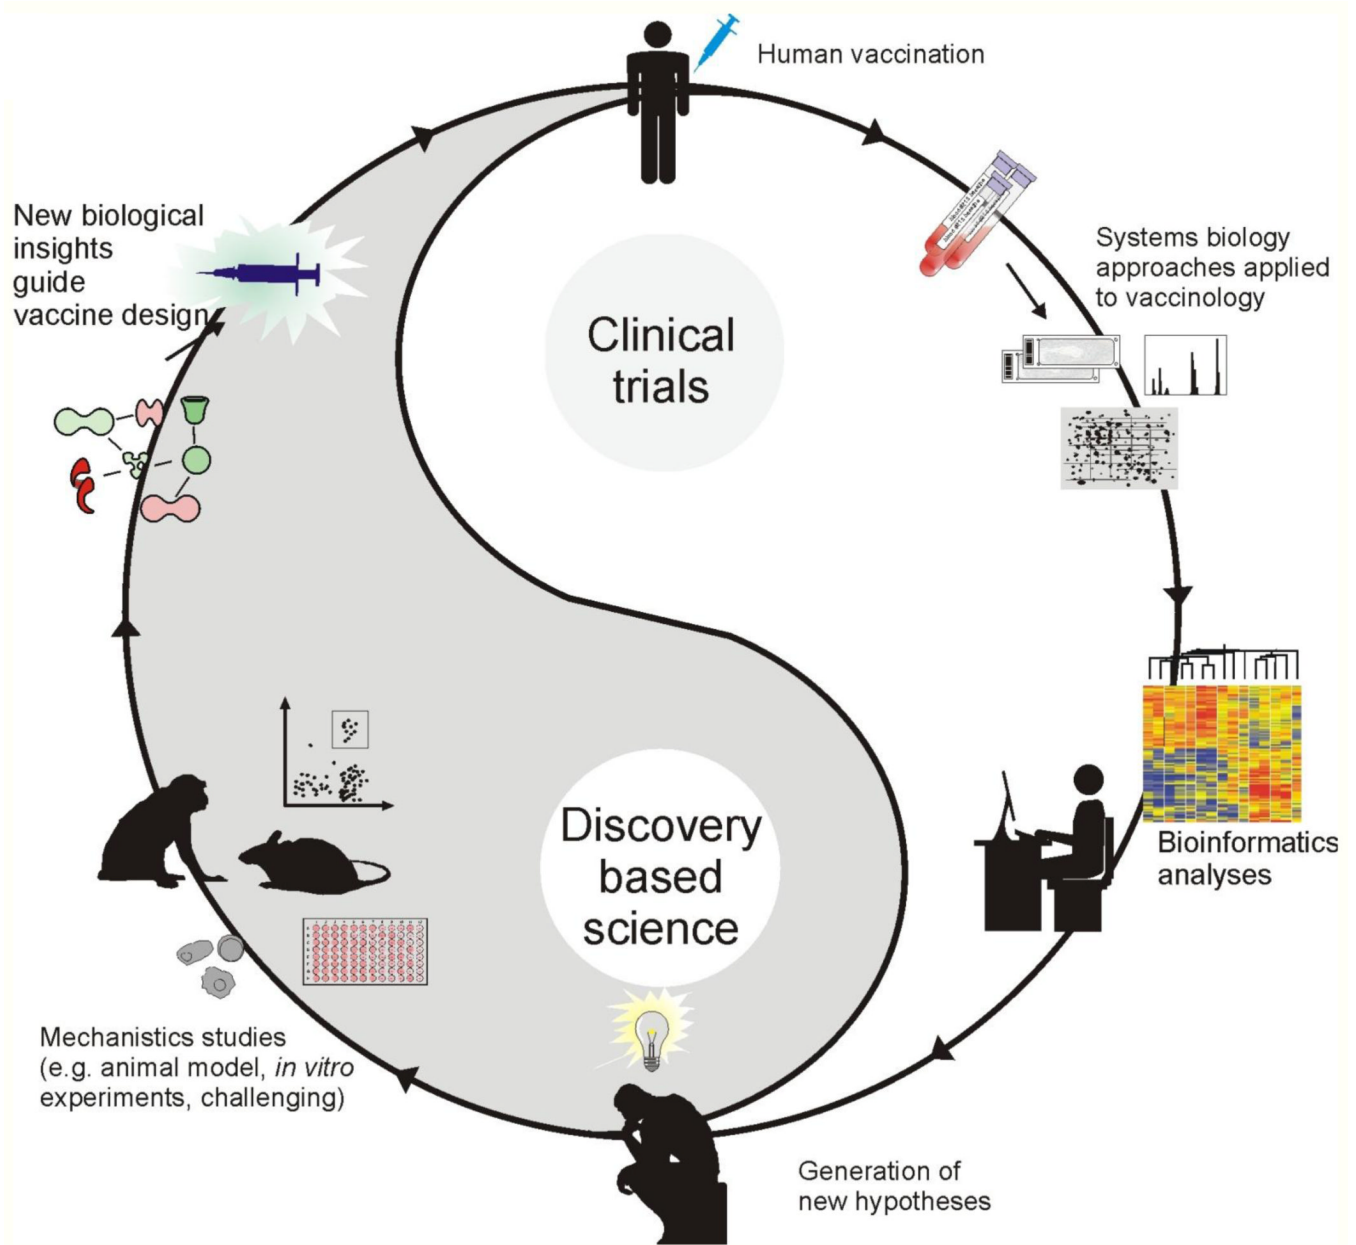 Human vaccination
New biological
insights
guide
vaccine design
Systems biology
approaches applied
to vaccinology
Clinical
trials
Discovery
based
science
Bioinformatics
analyses
Mechanistics studies
(e.g. animal model, in vitro
experiments, challenging)
Generation of
new hypotheses